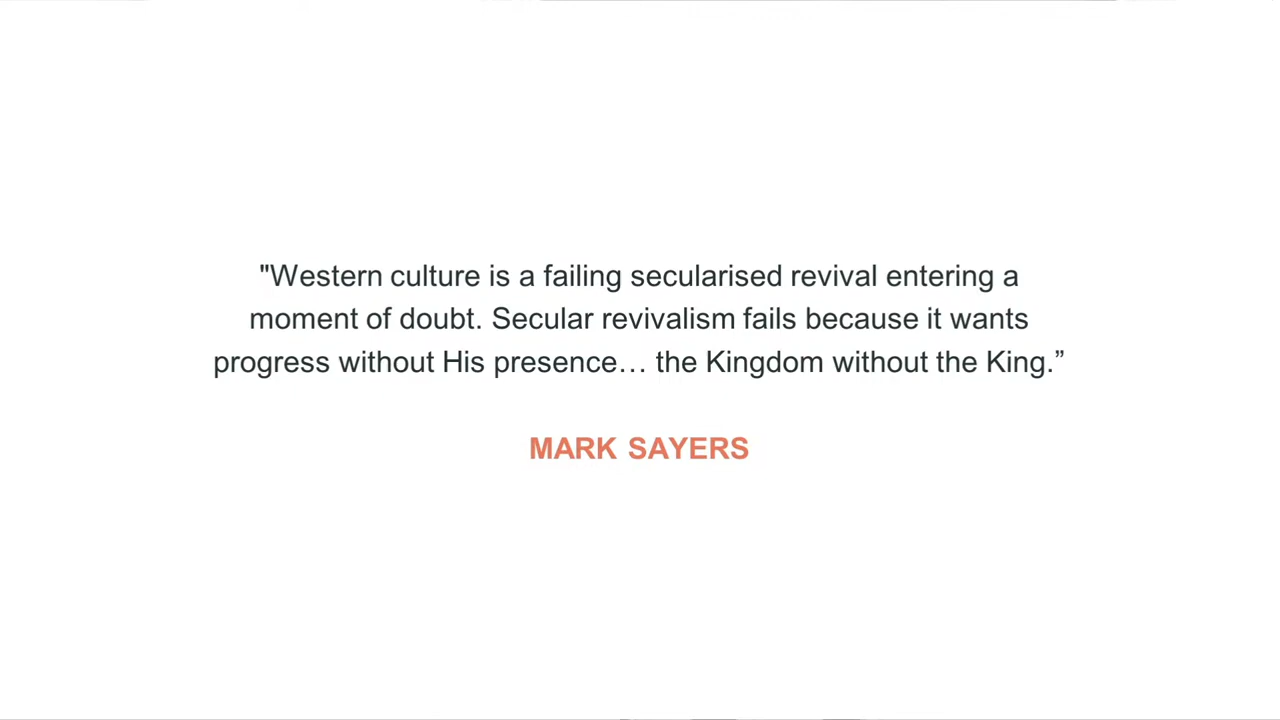 "Western culture is a failing secularised revival entering a
moment of doubt. Secular revivalism fails because it wants
progress without His presence… the Kingdom without the King.”
MARK SAYERS